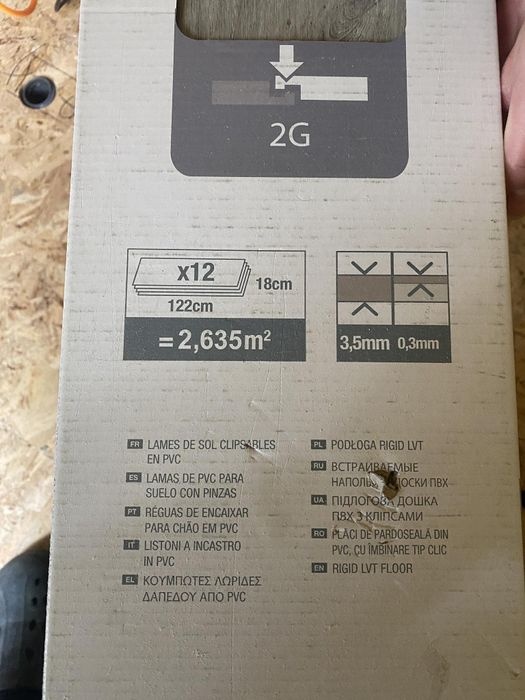 2G
x12
18cm
122cm
=2,635m²
3,5mm 0,3mm
FR LAMES DE SOL CLIPSABLES
EN PVC
ES LAMAS DE PVC PARA
SUELO CON PINZAS
PT RÉGUAS DE ENCAIXAR
PARA CHÃO EM PVC
IT LISTONI A INCASTRO
IN PVC
EL ΚΟΥΜΠΩΤΕΣ ΛΩΡΙΔΕΣ
ΔΑΠΕΔΟΥ ΑΠΟ PVC
PL PODŁOGA RIGID LVT
RU ВСТРАИВАЕМЫЕ
ДОСКИ ПВХ
UA ПІДЛОГОВА ДОШКА
ПВХ З КЛІПСАМИ
RO PLĂCI DE PARDOSEALĂ DIN
PVC, CU ÎMBINARE TIP CLIC
EN RIGID LVT FLOOR